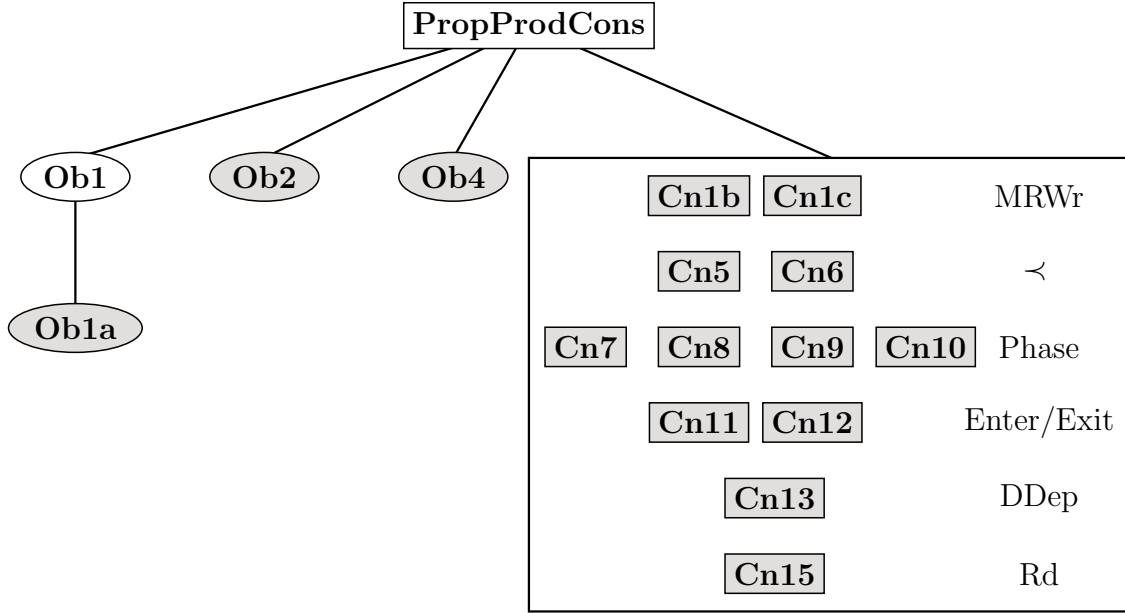 PropProdCons
Ob1 Ob2 Ob4
Cn1b Cn1c MRWr
Cn5 Cn6 ≺
Ob1a
Cn7 Cn8 Cn9 Cn10 Phase
Cn11 Cn12 Enter/Exit
Cn13 DDep
Cn15 Rd